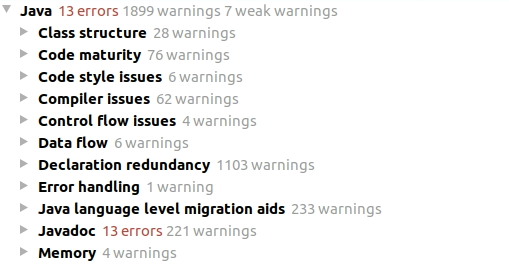 Java 13 errors 1899 warnings 7 weak warnings
Class structure 28 warnings
Code maturity 76 warnings
Code style issues 6 warnings
Compiler issues 62 warnings
Control flow issues 4 warnings
Data flow 6 warnings
Declaration redundancy 1103 warnings
Error handling 1 warning
Java language level migration aids 233 warnings
Javadoc 13 errors 221 warnings
Memory 4 warnings